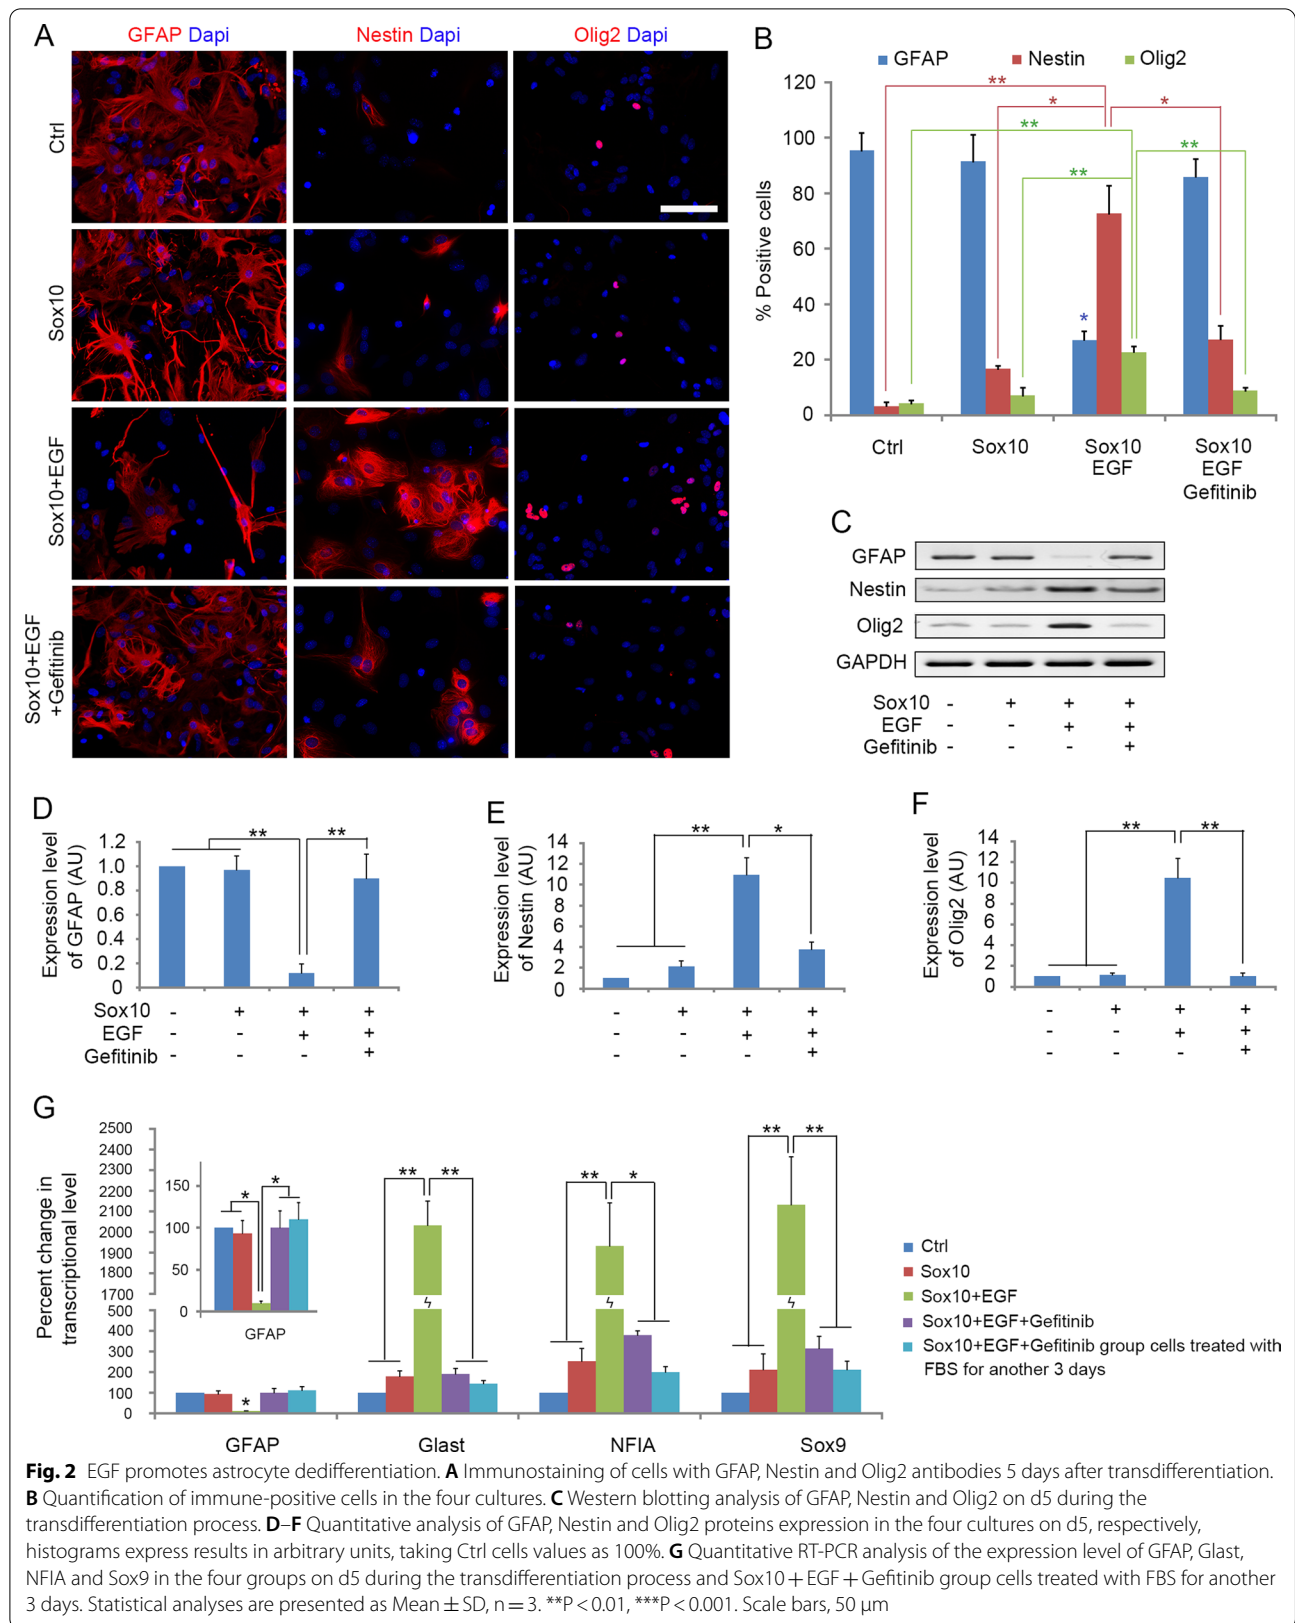 A
GFAP Dapi
Nestin Dapi
Olig2 Dapi
Ctrl
Sox10
Sox10+EGF
Sox10+EGF
+Gefitinib
B
GFAP
Nestin
Olig2
% Positive cells
120
100
80
60
40
20
0
**
*
*
**
**
**
*
Ctrl
Sox10
Sox10
EGF
Sox10
EGF
Gefitinib
C
GFAP
Nestin
Olig2
GAPDH
Sox10 - + + +
EGF - - + +
Gefitinib - - - +
D
Expression level
of GFAP (AU)
1.2
1.0
0.8
0.6
0.4
0.2
0
** **
Sox10 - + + +
EGF - - + +
Gefitinib - - - +
E
Expression level
of Nestin (AU)
14
12
10
8
6
4
2
0
** *
- + + +
- - + +
- - - +
F
Expression level
of Olig2 (AU)
14
12
10
8
6
4
2
0
** **
- + + +
- - + +
- - - +
G
Percent change in
transcriptional level
2500
2400
2300
2200
2100
2000
1900
1800
1700
500
400
300
200
100
0
150
100
50
0
* *
GFAP
*
** **
** *
** **
GFAP
Glast
NFIA
Sox9
Ctrl
Sox10
Sox10+EGF
Sox10+EGF+Gefitinib
Sox10+EGF+Gefitinib group cells treated with
FBS for another 3 days
Fig. 2 EGF promotes astrocyte dedifferentiation. A Immunostaining of cells with GFAP, Nestin and Olig2 antibodies 5 days after transdifferentiation.
B Quantification of immune-positive cells in the four cultures. C Western blotting analysis of GFAP, Nestin and Olig2 on d5 during the
transdifferentiation process. D–F Quantitative analysis of GFAP, Nestin and Olig2 proteins expression in the four cultures on d5, respectively,
histograms express results in arbitrary units, taking Ctrl cells values as 100%. G Quantitative RT-PCR analysis of the expression level of GFAP, Glast,
NFIA and Sox9 in the four groups on d5 during the transdifferentiation process and Sox10 + EGF + Gefitinib group cells treated with FBS for another
3 days. Statistical analyses are presented as Mean ± SD, n = 3. **P < 0.01, ***P < 0.001. Scale bars, 50 μm